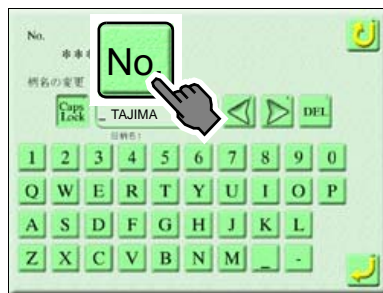 No.
***
No.
柄名の変更
Caps Lock
_ TAJIMA
DEL
旧柄名:
1 2 3 4 5 6 7 8 9 0
Q W E R T Y U I O P
A S D F G H J K L
Z X C V B N M _ -